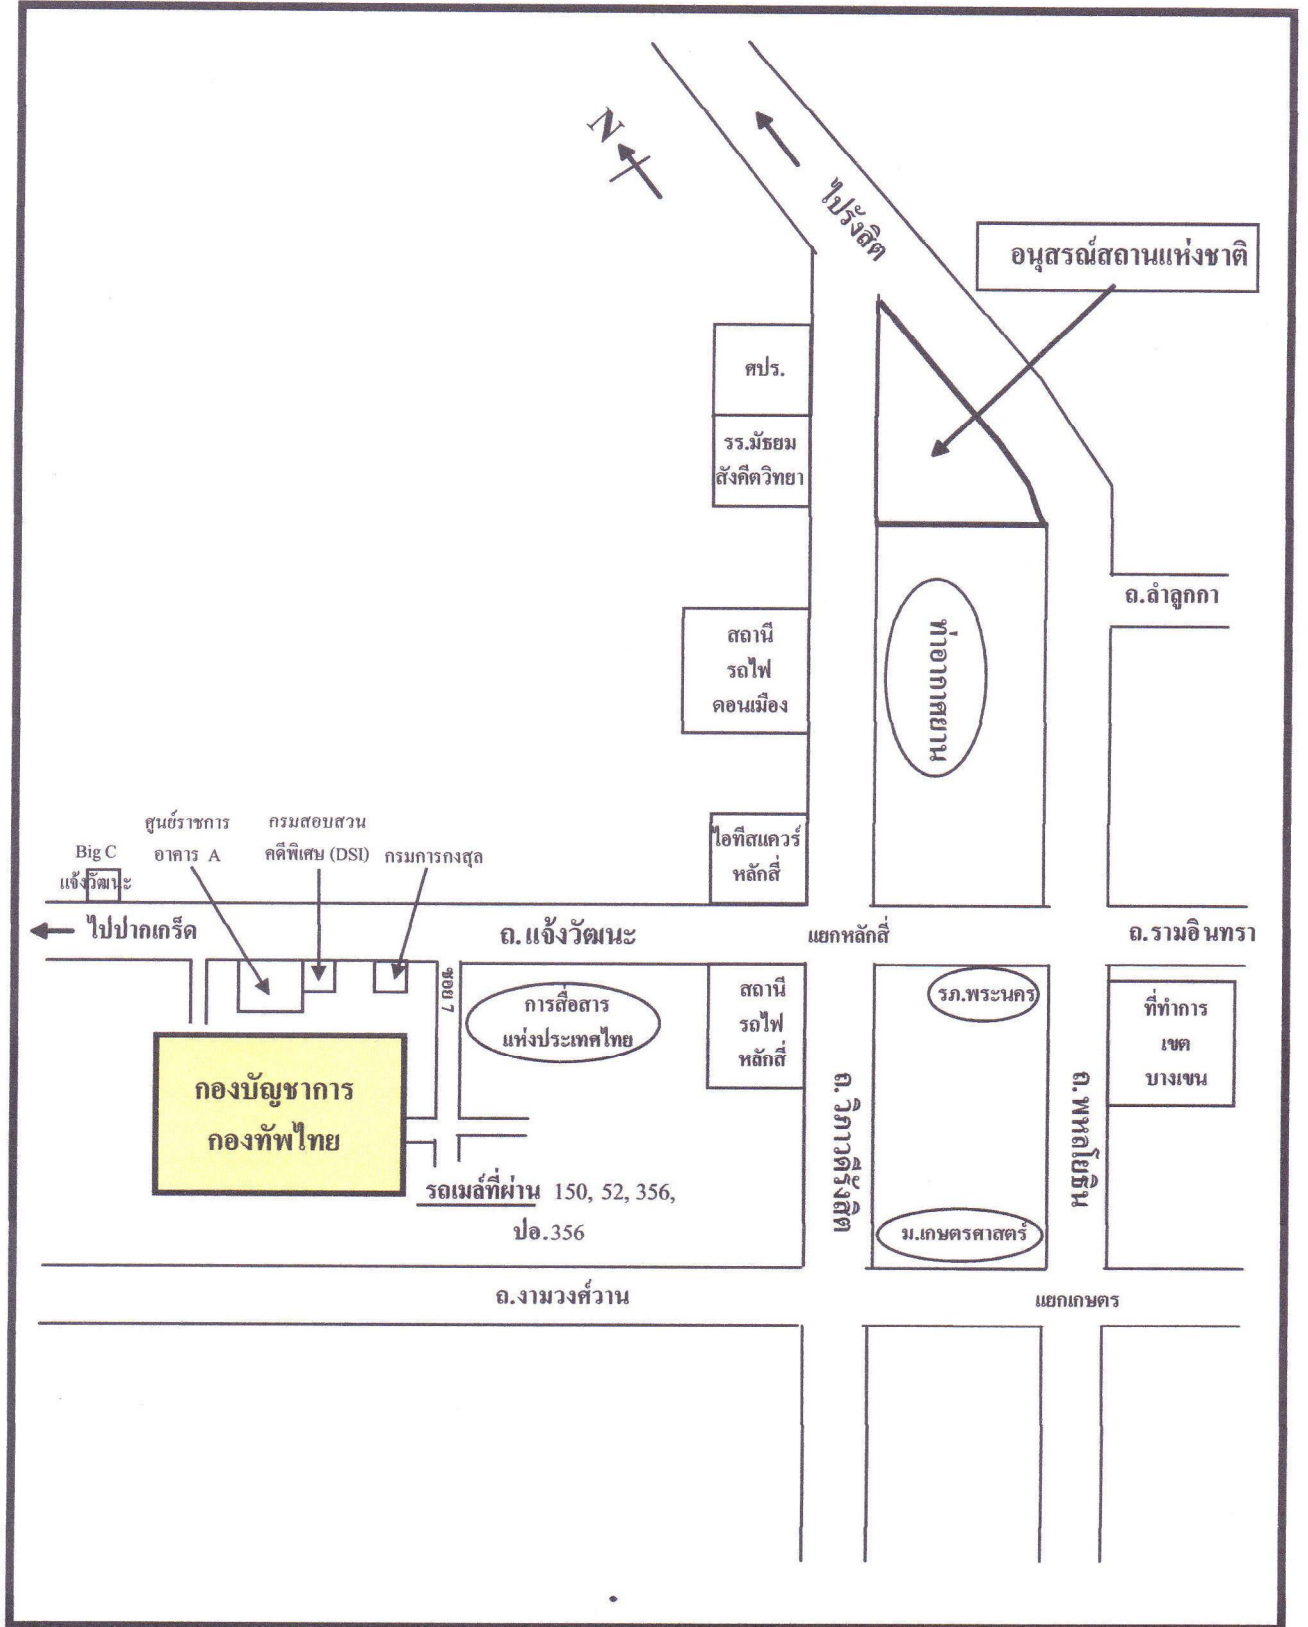 N
ไปรังสิต
อนุสรณ์สถานแห่งชาติ
ศปร.
รร.มัธยม
สังคีตวิทยา
ถ.ลำลูกกา
ท่าอากาศยาน
สถานี
รถไฟ
ดอนเมือง
ไอทีสแควร์
หลักสี่
ศูนย์ราชการ
อาคาร A
กรมสอบสวน
คดีพิเศษ (DSI)
กรมการกงสุล
Big C
แจ้งวัฒนะ
ไปปากเกร็ด
ถ.แจ้งวัฒนะ
แยกหลักสี่
ถ.รามอินทรา
ซอย 7
การสื่อสาร
แห่งประเทศไทย
สถานี
รถไฟ
หลักสี่
รภ.พระนคร
ที่ทำการ
เขต
บางเขน
กองบัญชาการ
กองทัพไทย
ถ.วิภาวดีรังสิต
ถ.พหลโยธิน
รถเมล์ที่ผ่าน 150, 52, 356,
ปอ.356
ม.เกษตรศาสตร์
ถ.งามวงศ์วาน
แยกเกษตร